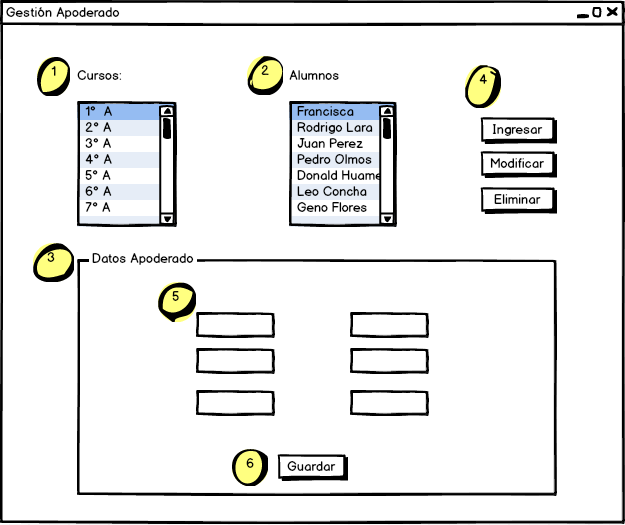 Gestión Apoderado
1 Cursos:
2 Alumnos
4
1° A
2° A
3° A
4° A
5° A
6° A
7° A
Francisca
Rodrigo Lara
Juan Perez
Pedro Olmos
Donald Huame
Leo Concha
Geno Flores
Ingresar
Modificar
Eliminar
3 Datos Apoderado
5
6 Guardar